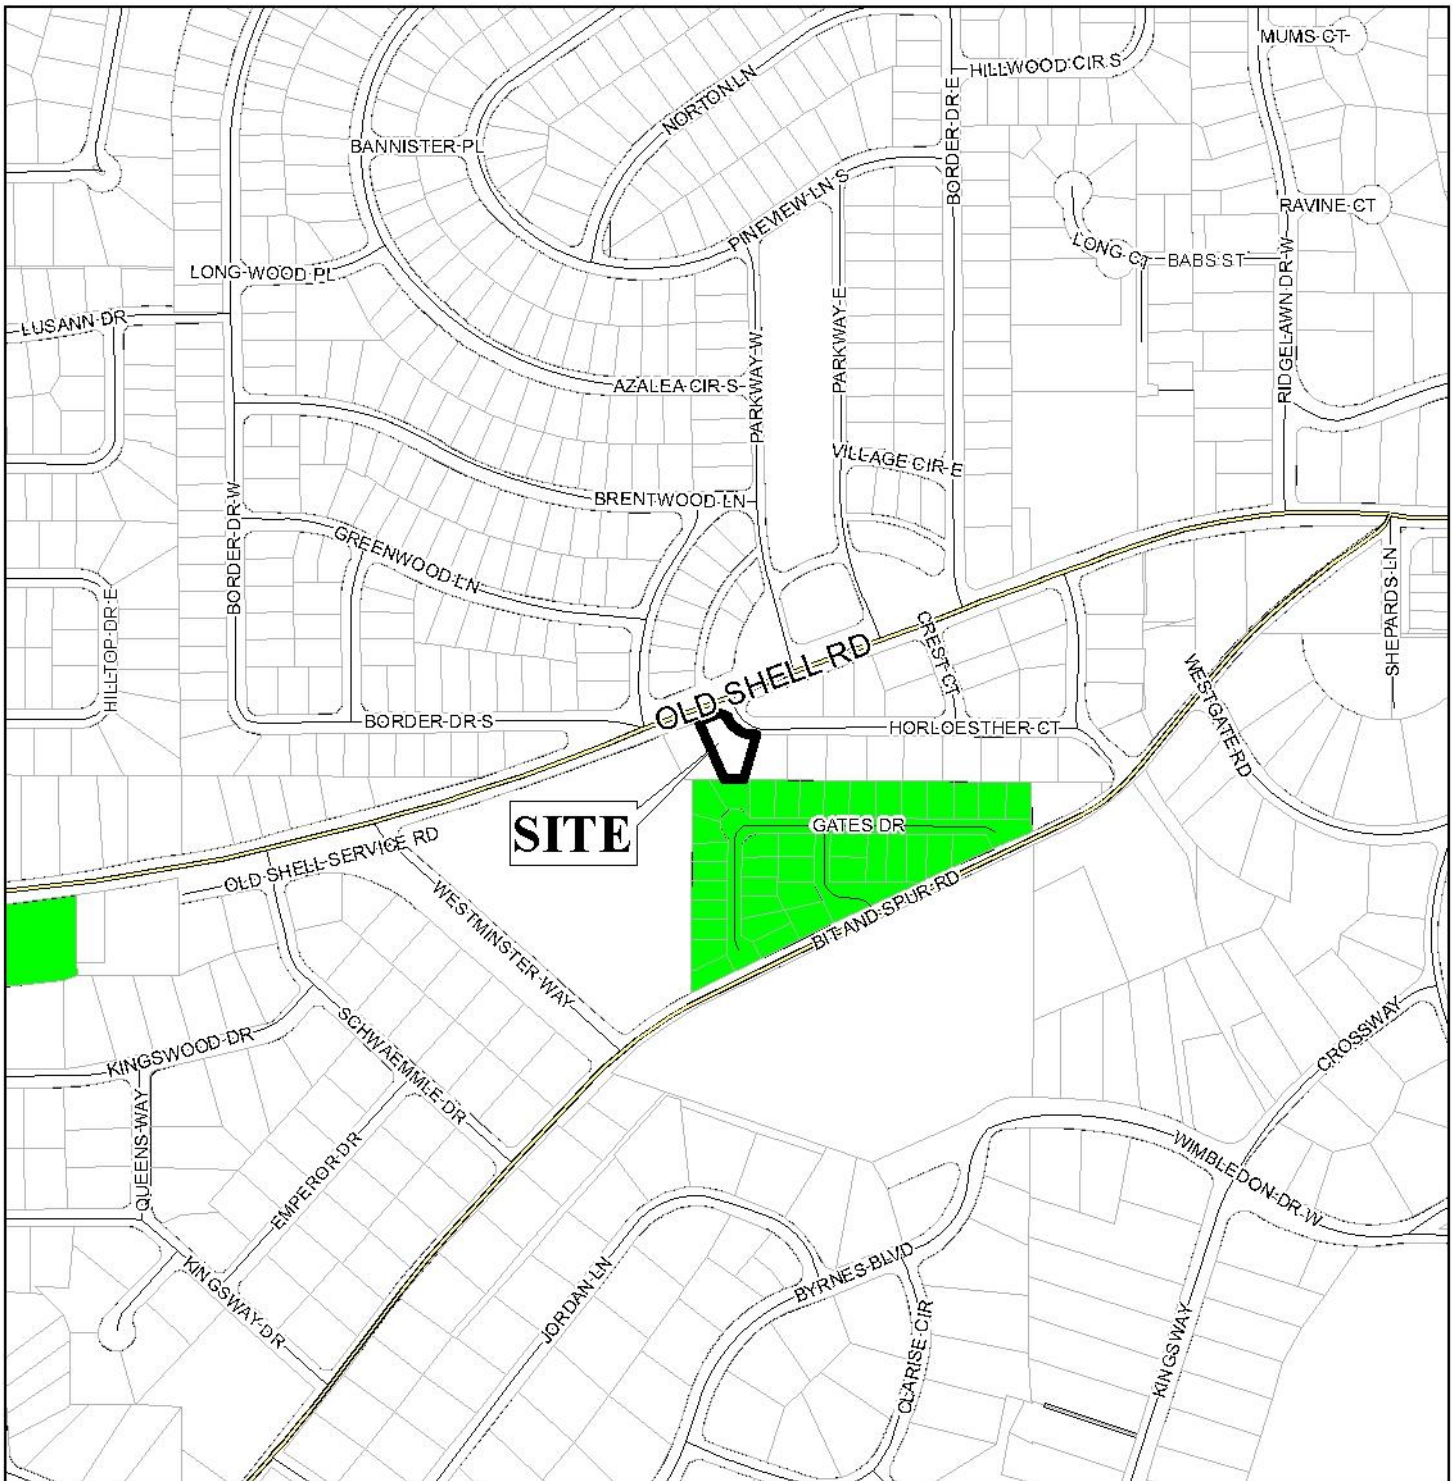 MUMS CT
HILLWOOD CIR S
NORTON LN
BORDER DR E
BANNISTER PL
PINEVIEW LN S
RAVINE CT
LONG CT
BABS ST
LONG WOOD PL
RIDGELAWN DR W
LUSANN DR
PARKWAY E
PARKWAY W
AZALEA CIR S
VILLAGE CIR E
BRENTWOOD LN
BORDER DR W
GREENWOOD LN
SHEPARDS LN
HILLTOP DR E
CREST CT
OLD SHELL RD
WESTGATE RD
BORDER DR S
HORLOESTHER CT
SITE
GATES DR
OLD SHELL SERVICE RD
WESTMINSTER WAY
BIT AND SPUR RD
KINGSWOOD DR
SCHWAEMMLE DR
CROSSWAY
QUEENS WAY
EMPEROR DR
WIMBLEDON DR W
KINGSWAY DR
JORDAN LN
BYRNES BLVD
CLARISE CIR
KINGSWAY